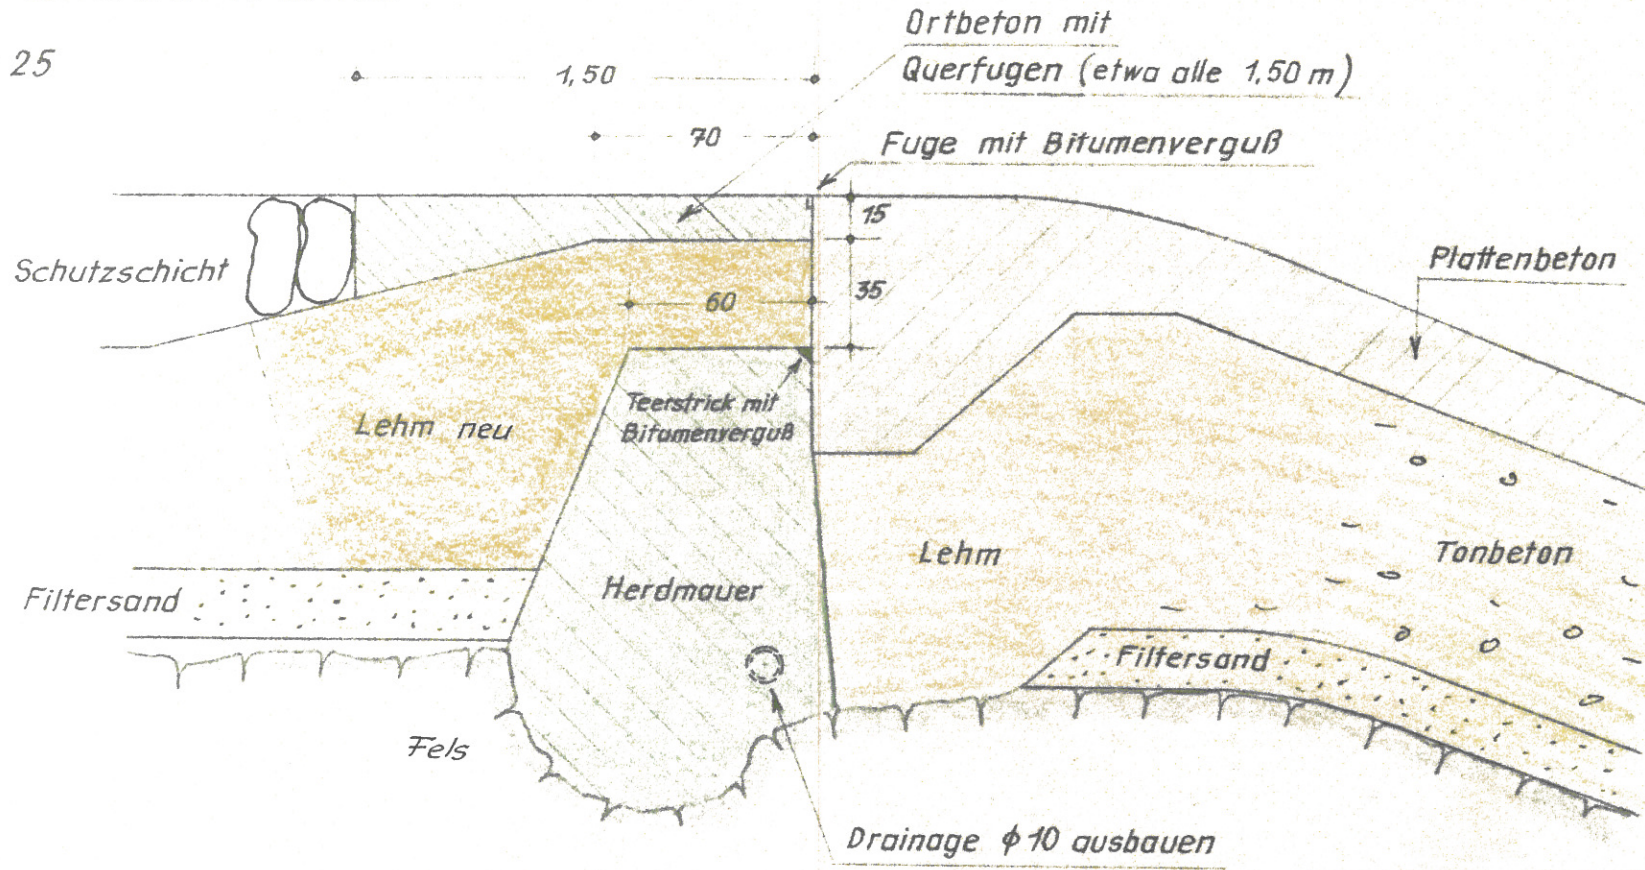 25
1,50
Ortbeton mit
Querfugen (etwa alle 1,50 m)
70
Fuge mit Bitumenverguß
15
Schutzschicht
Plattenbeton
60
35
Teerstrick mit
Bitumenverguß
Lehm neu
Lehm
Tonbeton
Filtersand
Herdmauer
Filtersand
Fels
Drainage ϕ 10 ausbauen